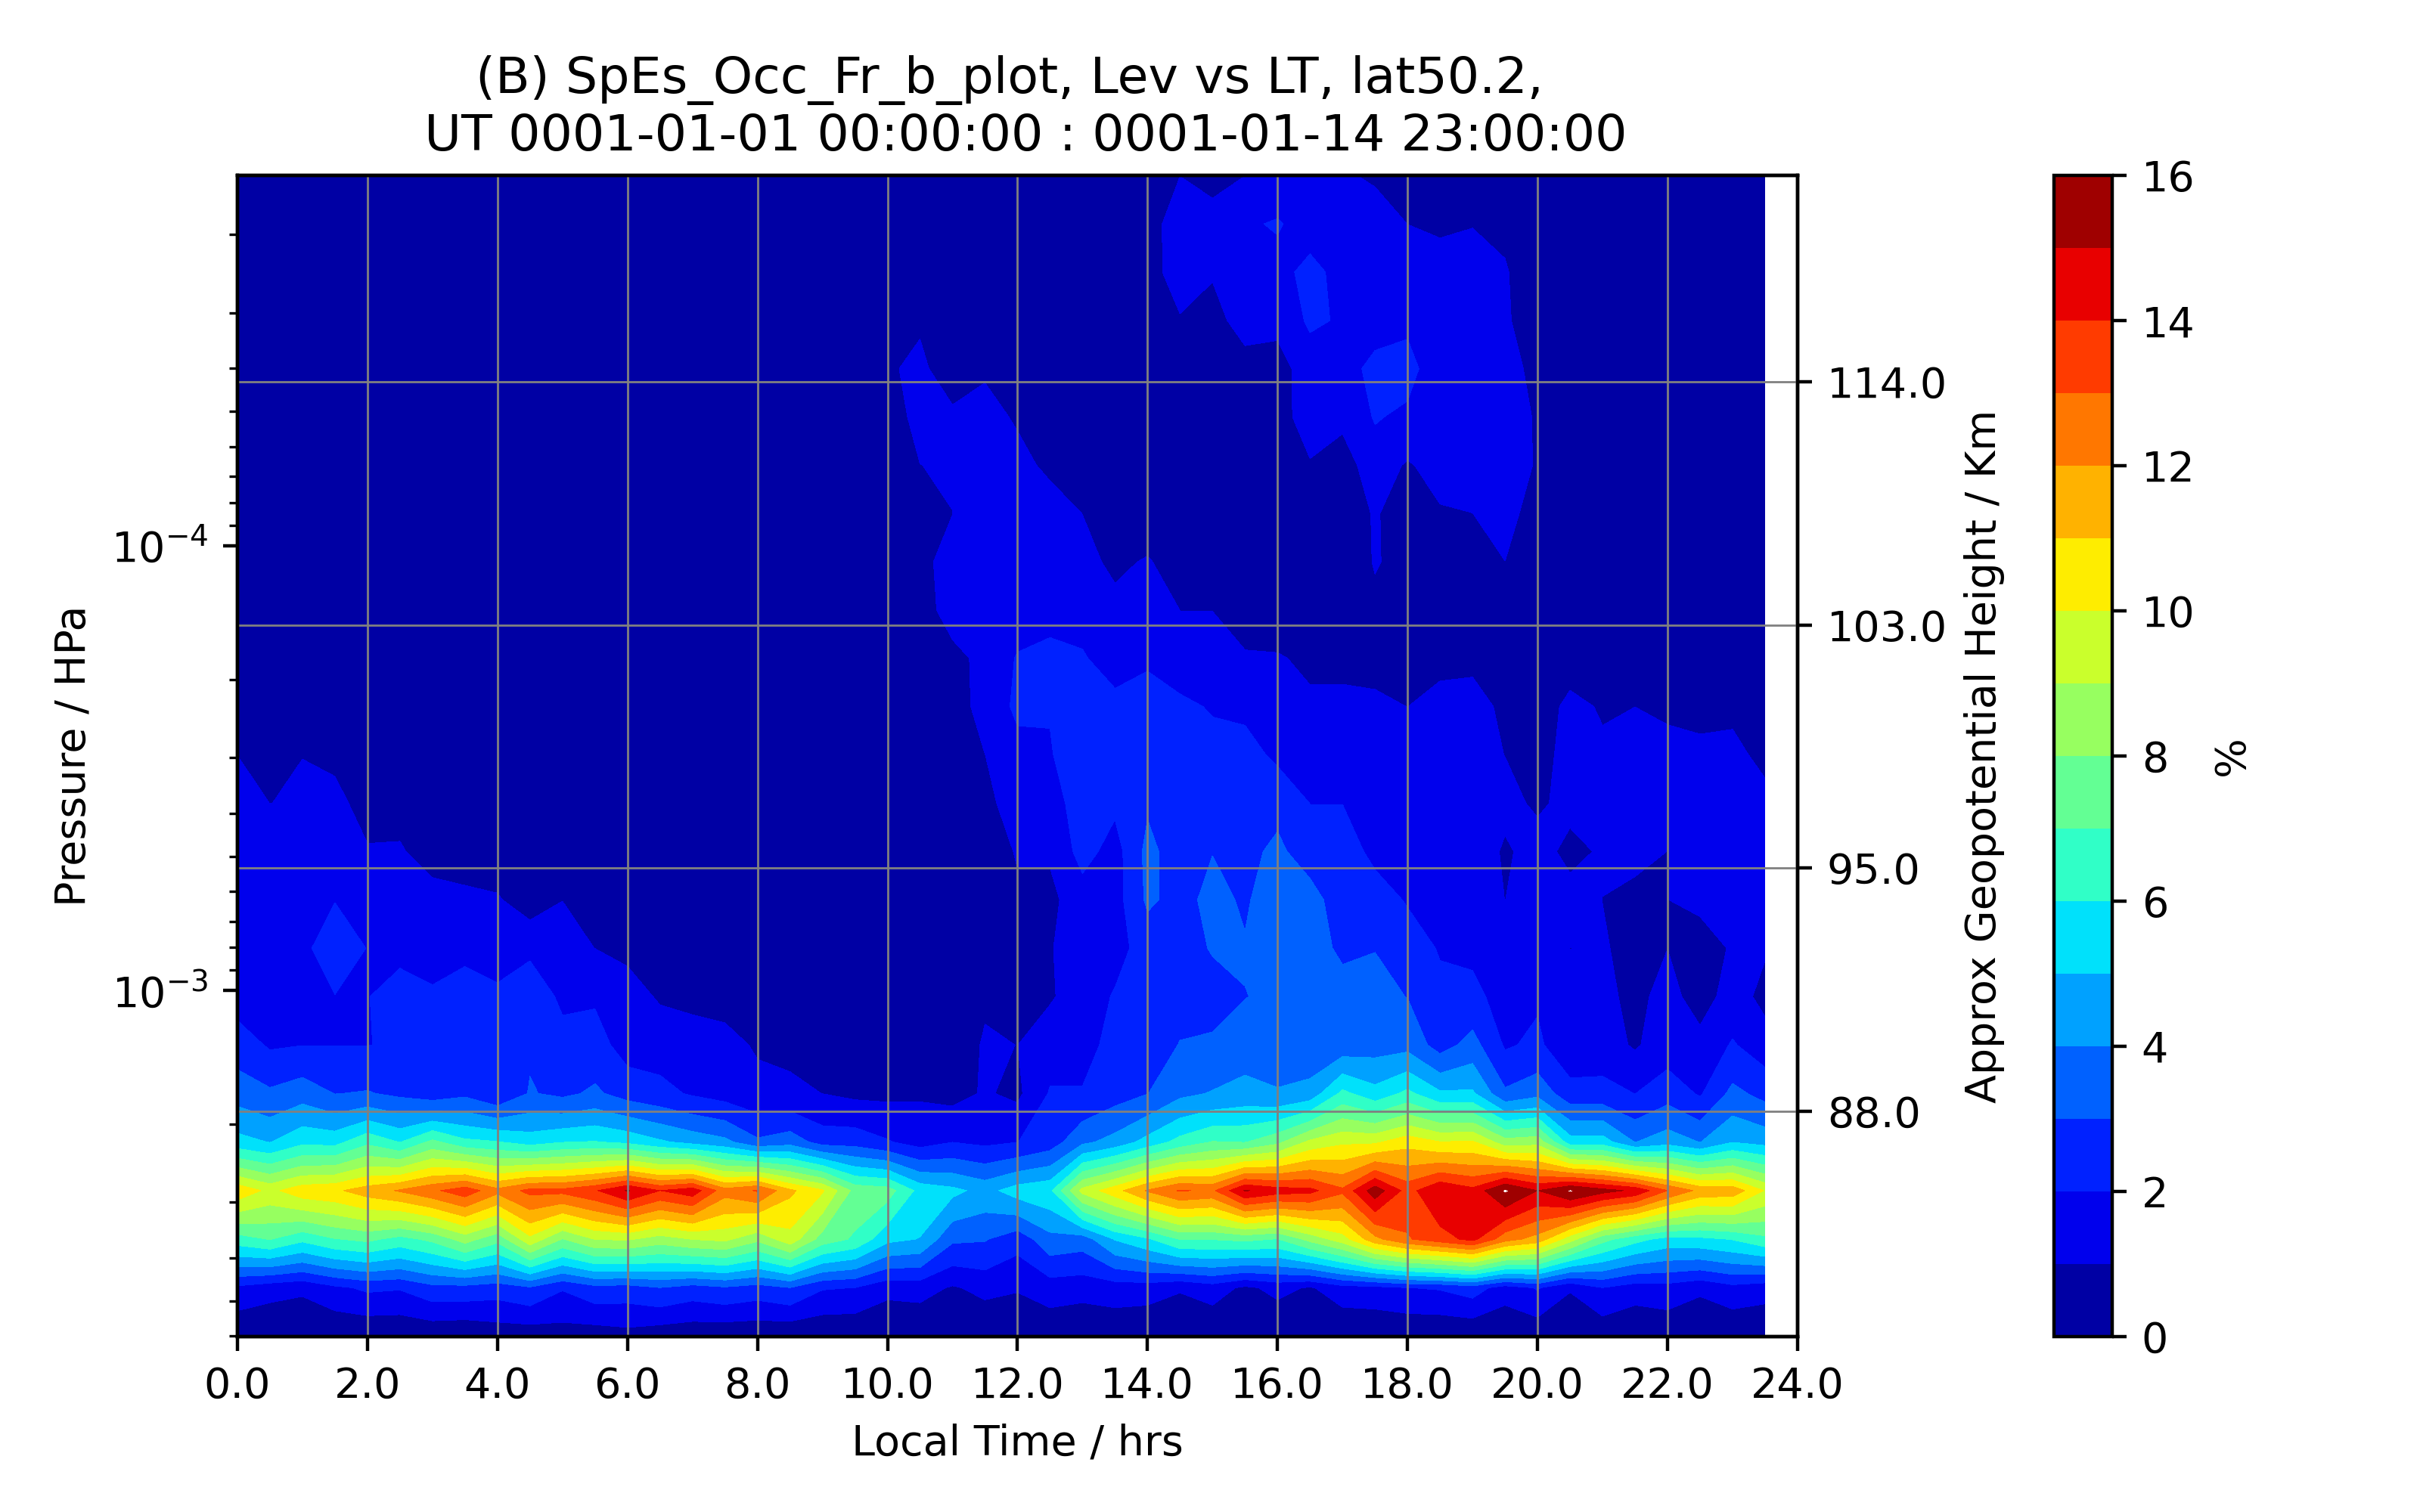 (B) SpEs_Occ_Fr_b_plot, Lev vs LT, lat50.2,
UT 0001-01-01 00:00:00 : 0001-01-14 23:00:00
Pressure / HPa
10⁻⁴
10⁻³
0.0 2.0 4.0 6.0 8.0 10.0 12.0 14.0 16.0 18.0 20.0 22.0 24.0
Local Time / hrs
114.0
103.0
95.0
88.0
Approx Geopotential Height / Km
16
14
12
10
8
6
4
2
0
%